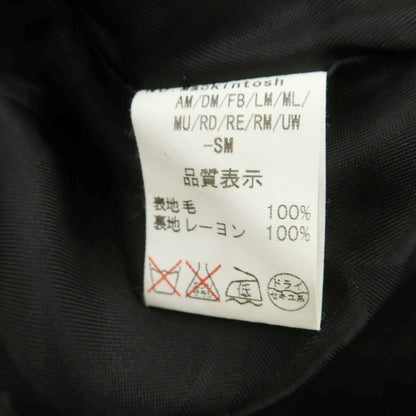 Mackintosh
AM/DM/FB/LM/ML/
MU/RD/RE/RM/UW
-SM
品質表示
表地 毛 100%
裏地 レーヨン 100%
低
ドライ
セキユ系